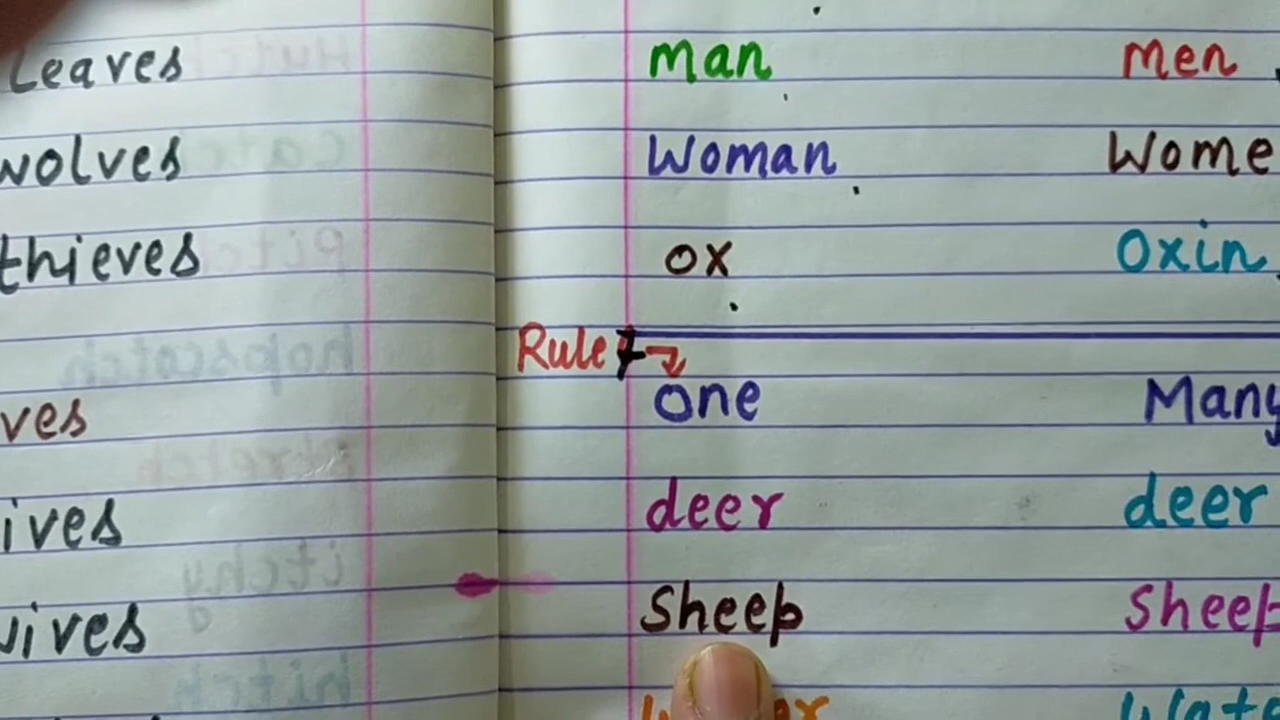 Leaves
wolves
thieves
ves
ives
ives
man men
Woman Wome
ox Oxin
Rule 7
One Many
deer deer
Sheep Sheep